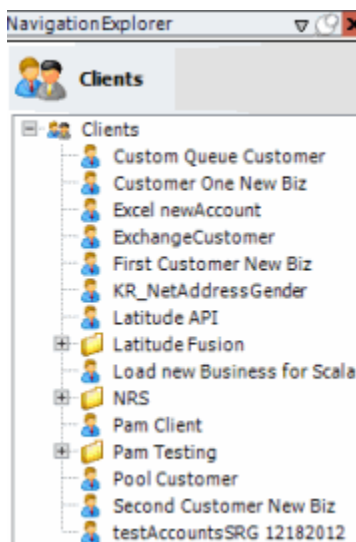 NavigationExplorer
Clients
Clients
Custom Queue Customer
Customer One New Biz
Excel newAccount
ExchangeCustomer
First Customer New Biz
KR_NetAddressGender
Latitude API
Latitude Fusion
Load new Business for Scala
NRS
Pam Client
Pam Testing
Pool Customer
Second Customer New Biz
testAccountsSRG 12182012